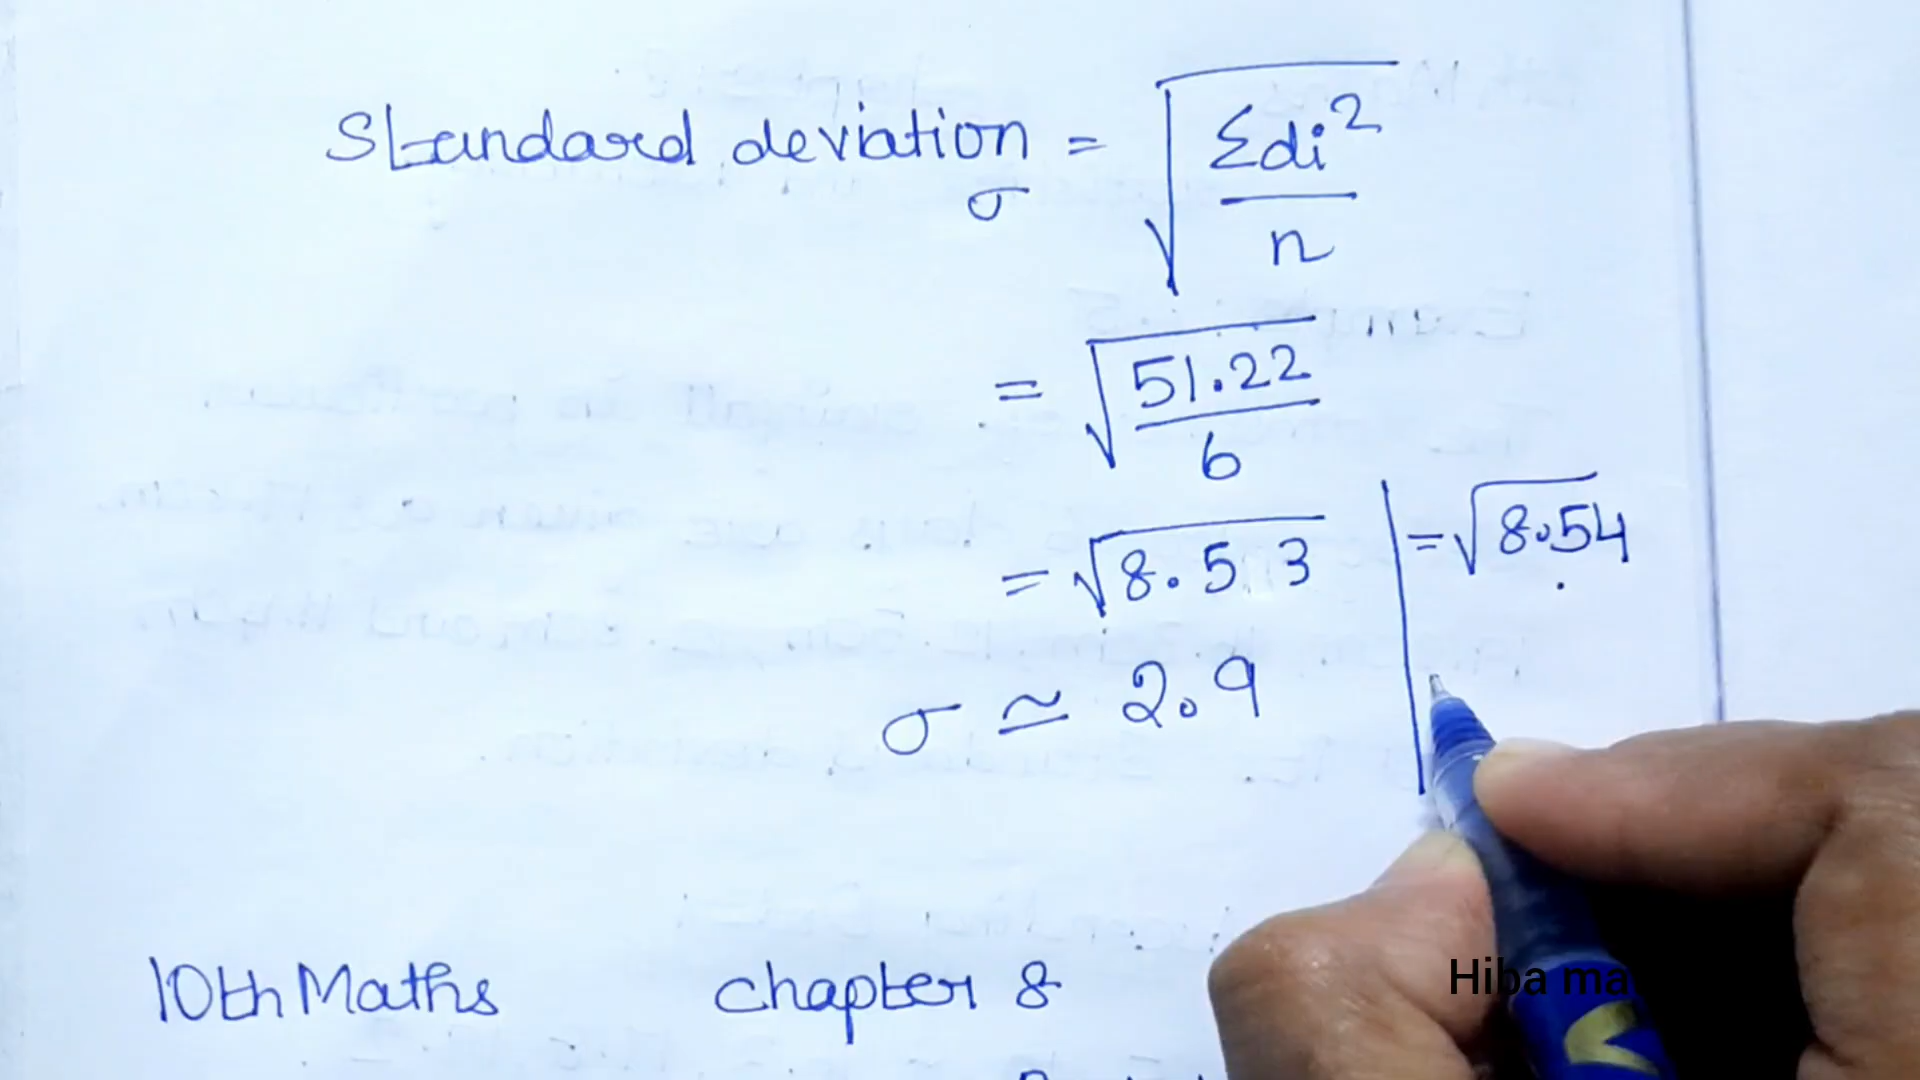 Standard deviation σ = √(Σdi²/n)
= √(51.22/6)
= √8.53
= √8.54
σ ≃ 2.9
10th Maths chapter 8
Hiba ma